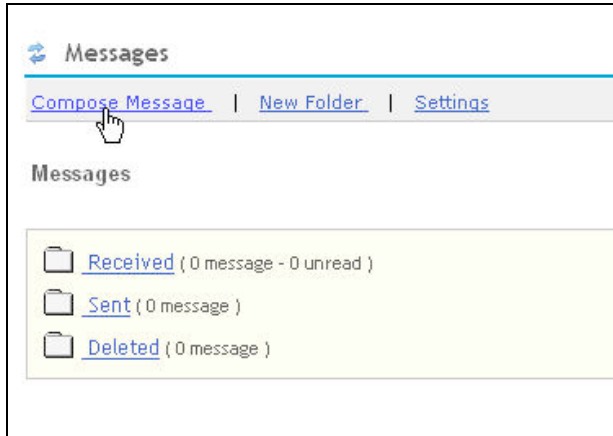 Messages
Compose Message | New Folder | Settings
Messages
Received ( 0 message - 0 unread )
Sent ( 0 message )
Deleted ( 0 message )